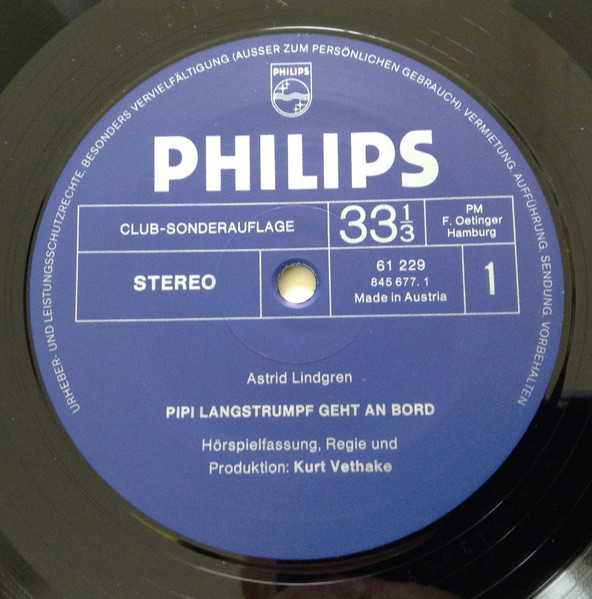 URHEBER- UND LEISTUNGSSCHUTZRECHTE, BESONDERS VERVIELFÄLTIGUNG (AUSSER ZUM PERSÖNLICHEN GEBRAUCH), VERMIETUNG, AUFFÜHRUNG, SENDUNG, VORBEHALTEN
PHILIPS
PHILIPS
CLUB-SONDERAUFLAGE
33 1/3
PM
F. Oetinger
Hamburg
STEREO
61 229
845 677. 1
Made in Austria
1
Astrid Lindgren
PIPI LANGSTRUMPF GEHT AN BORD
Hörspielfassung, Regie und
Produktion: Kurt Vethake